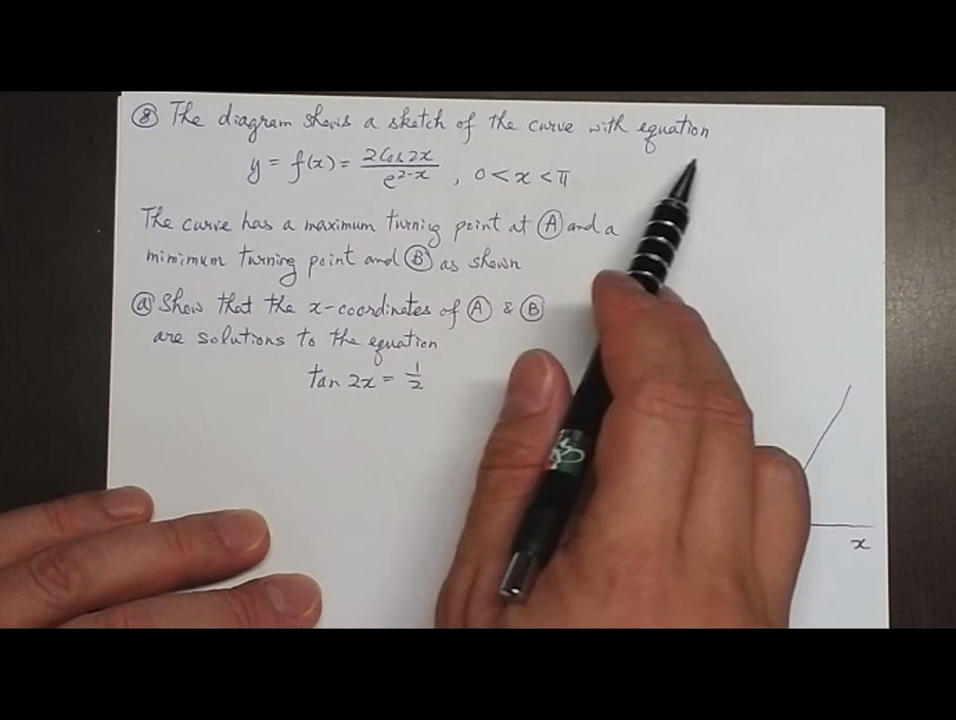 ⑧ The diagram shows a sketch of the curve with equation
y = f(x) = 2Cos2x / e^(2-x) , 0 < x < π
The curve has a maximum turning point at Ⓐ and a
minimum turning point and Ⓑ as shown
ⓐ Show that the x-coordinates of Ⓐ & Ⓑ
are solutions to the equation
tan 2x = 1/2
x